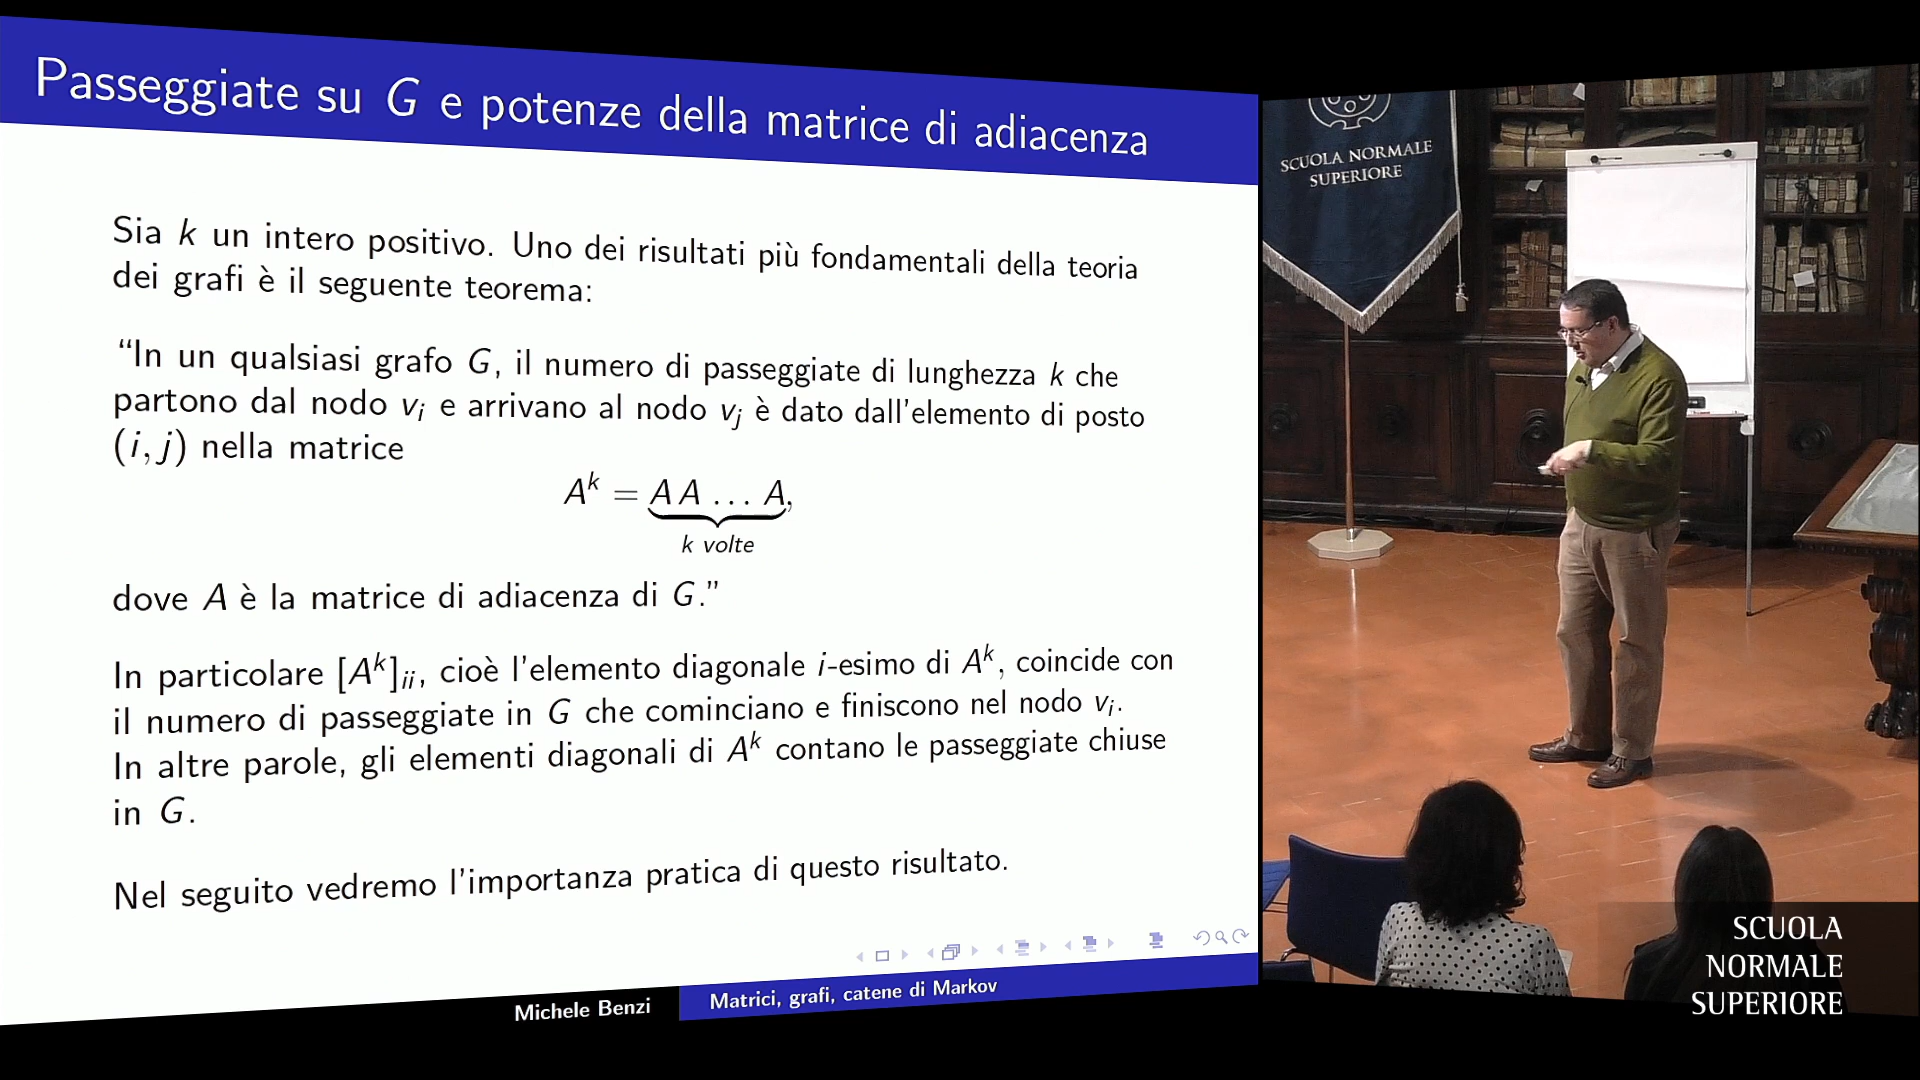 Passeggiate su G e potenze della matrice di adiacenza
Sia k un intero positivo. Uno dei risultati più fondamentali della teoria
dei grafi è il seguente teorema:
“In un qualsiasi grafo G, il numero di passeggiate di lunghezza k che
partono dal nodo v_i e arrivano al nodo v_j è dato dall'elemento di posto
(i, j) nella matrice
A^k = A A ... A,
k volte
dove A è la matrice di adiacenza di G.”
In particolare [A^k]_ii, cioè l'elemento diagonale i-esimo di A^k, coincide con
il numero di passeggiate in G che cominciano e finiscono nel nodo v_i.
In altre parole, gli elementi diagonali di A^k contano le passeggiate chiuse
in G.
Nel seguito vedremo l'importanza pratica di questo risultato.
Michele Benzi
Matrici, grafi, catene di Markov
SCUOLA NORMALE
SUPERIORE
SCUOLA
NORMALE
SUPERIORE